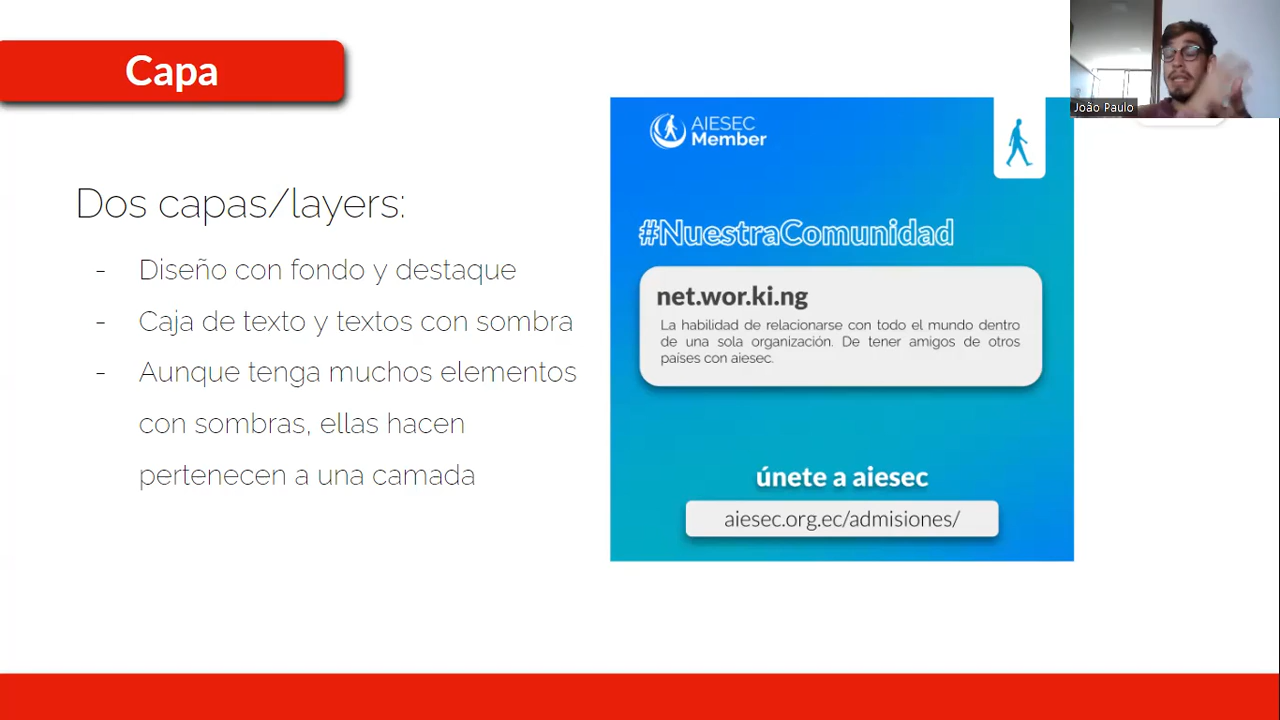 Capa
João Paulo
AIESEC
Member
Dos capas/layers:
- Diseño con fondo y destaque
- Caja de texto y textos con sombra
- Aunque tenga muchos elementos
con sombras, ellas hacen
pertenecen a una camada
#NuestraComunidad
net.wor.ki.ng
La habilidad de relacionarse con todo el mundo dentro
de una sola organización. De tener amigos de otros
países con aiesec.
únete a aiesec
aiesec.org.ec/admisiones/